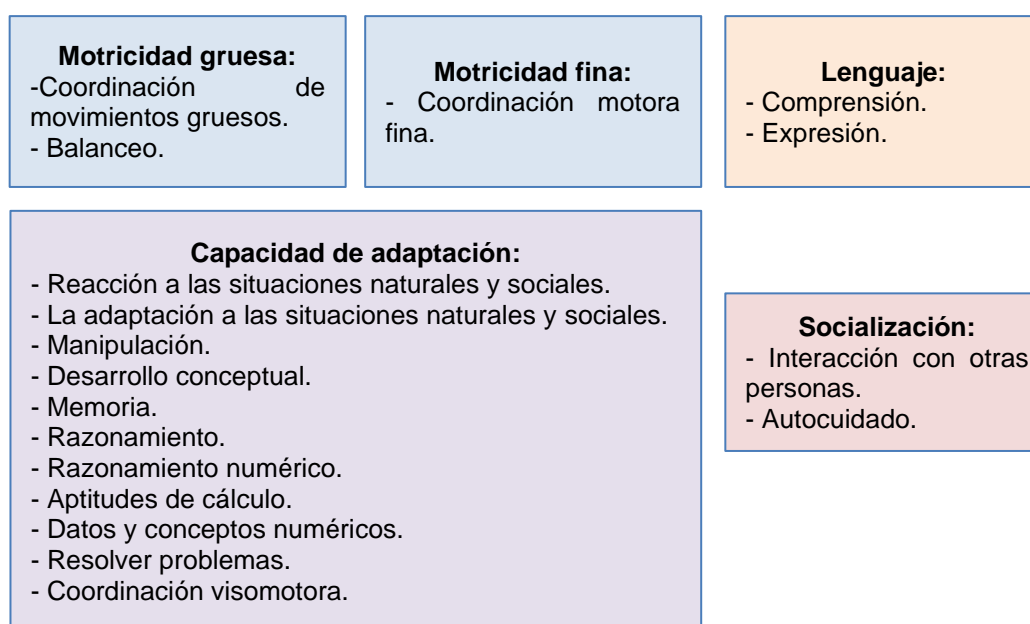 Motricidad gruesa:
-Coordinación de
movimientos gruesos.
- Balanceo.
Motricidad fina:
- Coordinación motora
fina.
Lenguaje:
- Comprensión.
- Expresión.
Capacidad de adaptación:
- Reacción a las situaciones naturales y sociales.
- La adaptación a las situaciones naturales y sociales.
- Manipulación.
- Desarrollo conceptual.
- Memoria.
- Razonamiento.
- Razonamiento numérico.
- Aptitudes de cálculo.
- Datos y conceptos numéricos.
- Resolver problemas.
- Coordinación visomotora.
Socialización:
- Interacción con otras
personas.
- Autocuidado.